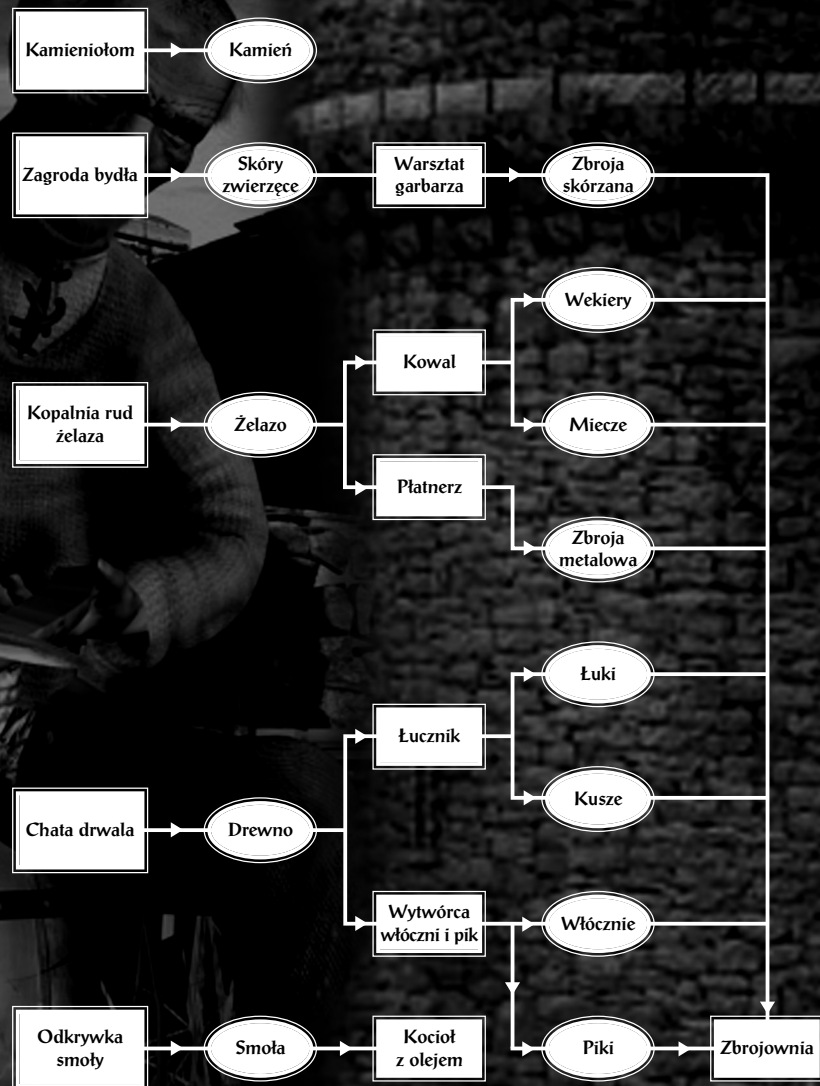 Kamieniołom
Kamień
Zagroda bydła
Skóry
zwierzęce
Warsztat
garbarza
Zbroja
skórzana
Wekiery
Kowal
Kopalnia rud
żelaza
Żelazo
Miecze
Płatnerz
Zbroja
metalowa
Łuki
Łucznik
Kusze
Chata drwala
Drewno
Wytwórca
włóczni i pik
Włócznie
Odkrywka
smoły
Smoła
Kocioł
z olejem
Piki
Zbrojownia